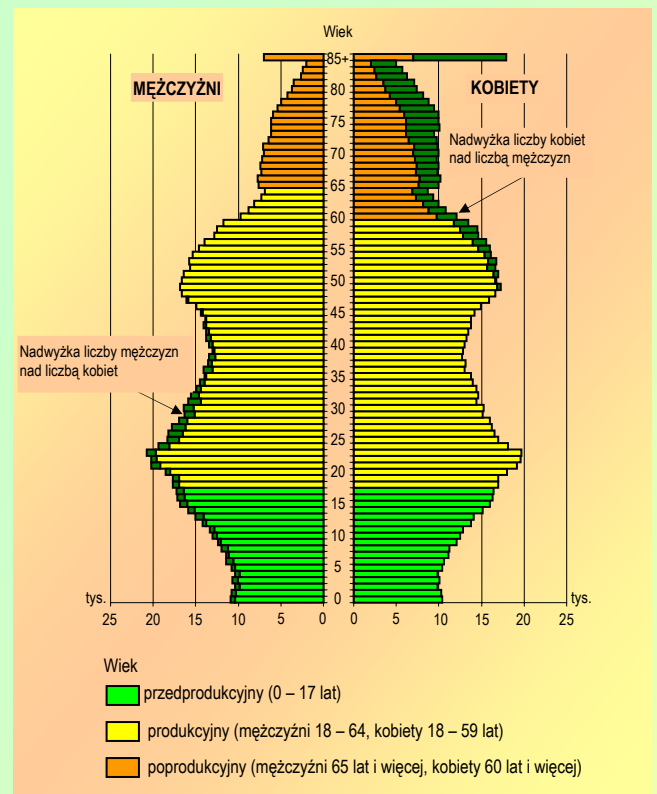 Wiek
MĘŻCZYŹNI
KOBIETY
85+
80
75
70
65
60
55
50
45
40
35
30
25
20
15
10
5
0
Nadwyżka liczby kobiet
nad liczbą mężczyzn
Nadwyżka liczby mężczyzn
nad liczbą kobiet
tys.
tys.
25 20 15 10 5 0
0 5 10 15 20 25
Wiek
przedprodukcyjny (0 – 17 lat)
produkcyjny (mężczyźni 18 – 64, kobiety 18 – 59 lat)
poprodukcyjny (mężczyźni 65 lat i więcej, kobiety 60 lat i więcej)